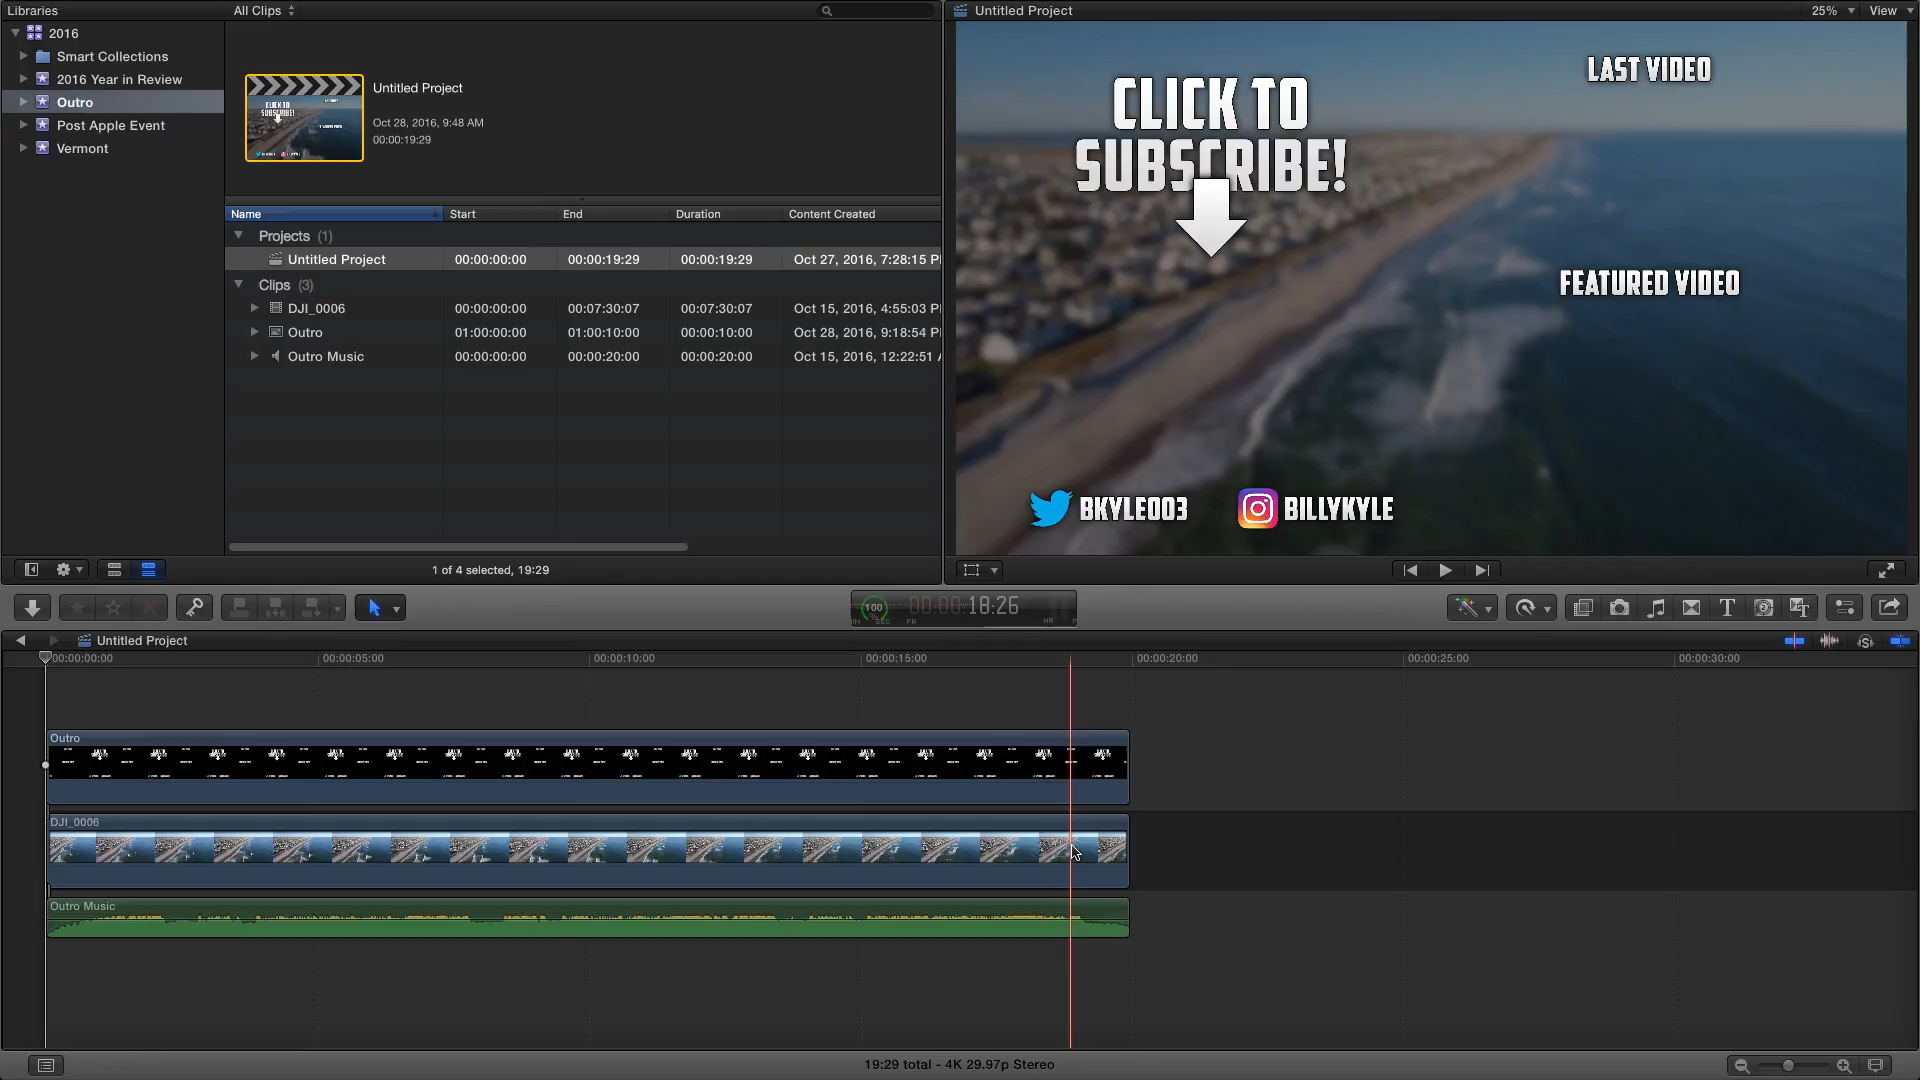 Libraries
All Clips
Untitled Project
25%
View
2016
Smart Collections
2016 Year in Review
Outro
Post Apple Event
Vermont
Untitled Project
Oct 28, 2016, 9:48 AM
00:00:19:29
Name Start End Duration Content Created
Projects (1)
Untitled Project 00:00:00:00 00:00:19:29 00:00:19:29 Oct 27, 2016, 7:28:15 P
Clips (3)
DJI_0006 00:00:00:00 00:07:30:07 00:07:30:07 Oct 15, 2016, 4:55:03 P
Outro 01:00:00:00 01:00:10:00 00:00:10:00 Oct 28, 2016, 9:18:54 P
Outro Music 00:00:00:00 00:00:20:00 00:00:20:00 Oct 15, 2016, 12:22:51
1 of 4 selected, 19:29
CLICK TO
SUBSCRIBE!
LAST VIDEO
FEATURED VIDEO
BKYLE003
BILLYKYLE
100
00:00:18:26
% SEC FR HR
Untitled Project
00:00:00:00 00:00:05:00 00:00:10:00 00:00:15:00 00:00:20:00 00:00:25:00 00:00:30:00
Outro
DJI_0006
Outro Music
19:29 total - 4K 29.97p Stereo